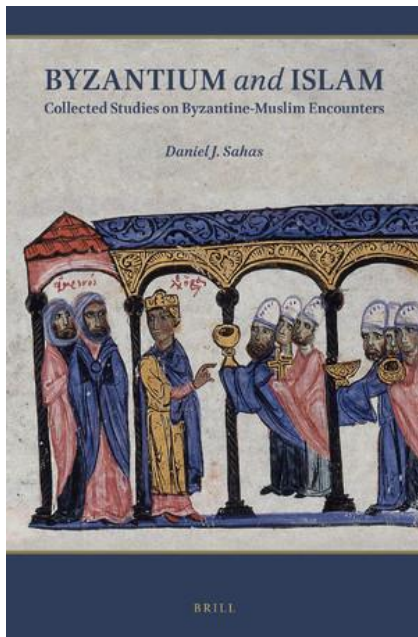 BYZANTIUM and ISLAM
Collected Studies on Byzantine-Muslim Encounters
Daniel J. Sahas
BRILL